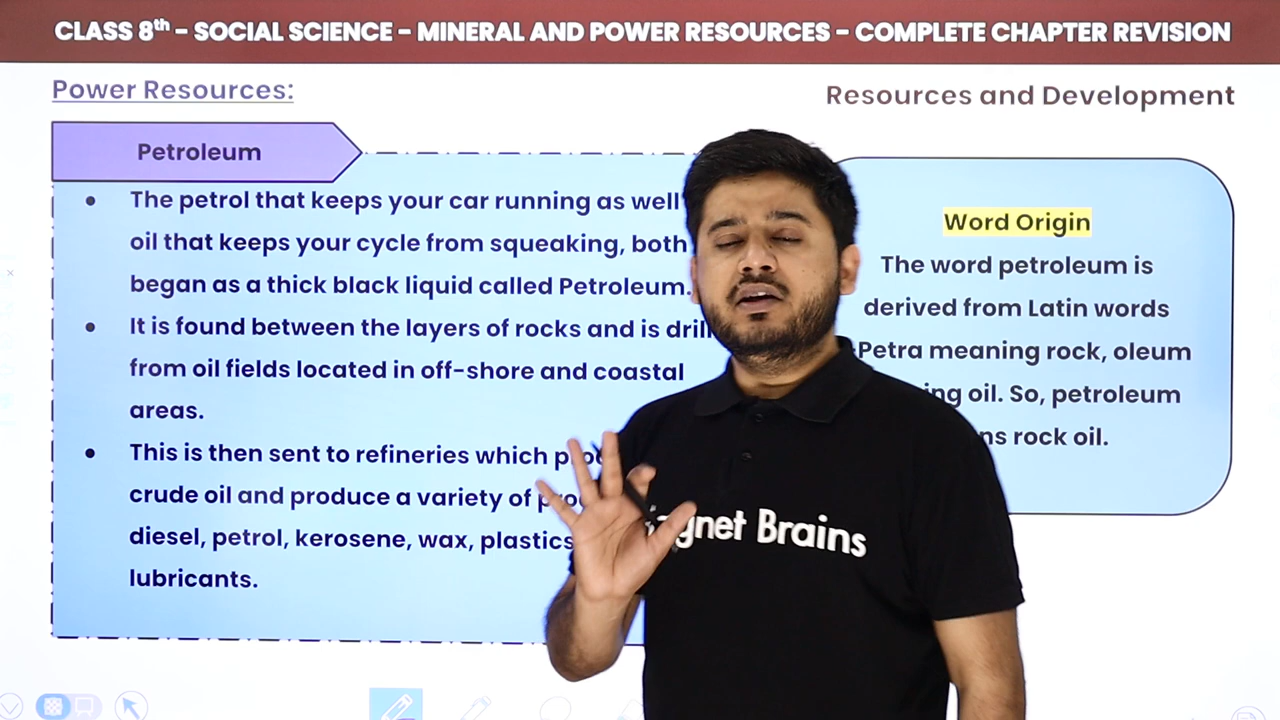 CLASS 8th – SOCIAL SCIENCE – MINERAL AND POWER RESOURCES – COMPLETE CHAPTER REVISION
Power Resources:
Resources and Development
Petroleum
• The petrol that keeps your car running as well
oil that keeps your cycle from squeaking, both
began as a thick black liquid called Petroleum.
• It is found between the layers of rocks and is
from oil fields located in off-shore and coastal
areas.
• This is then sent to refineries which
crude oil and produce a variety of
diesel, petrol, kerosene, wax, plastics
lubricants.
Word Origin
The word petroleum is
derived from Latin words
Petra meaning rock, oleum
oil. So, petroleum
rock oil.
Brains